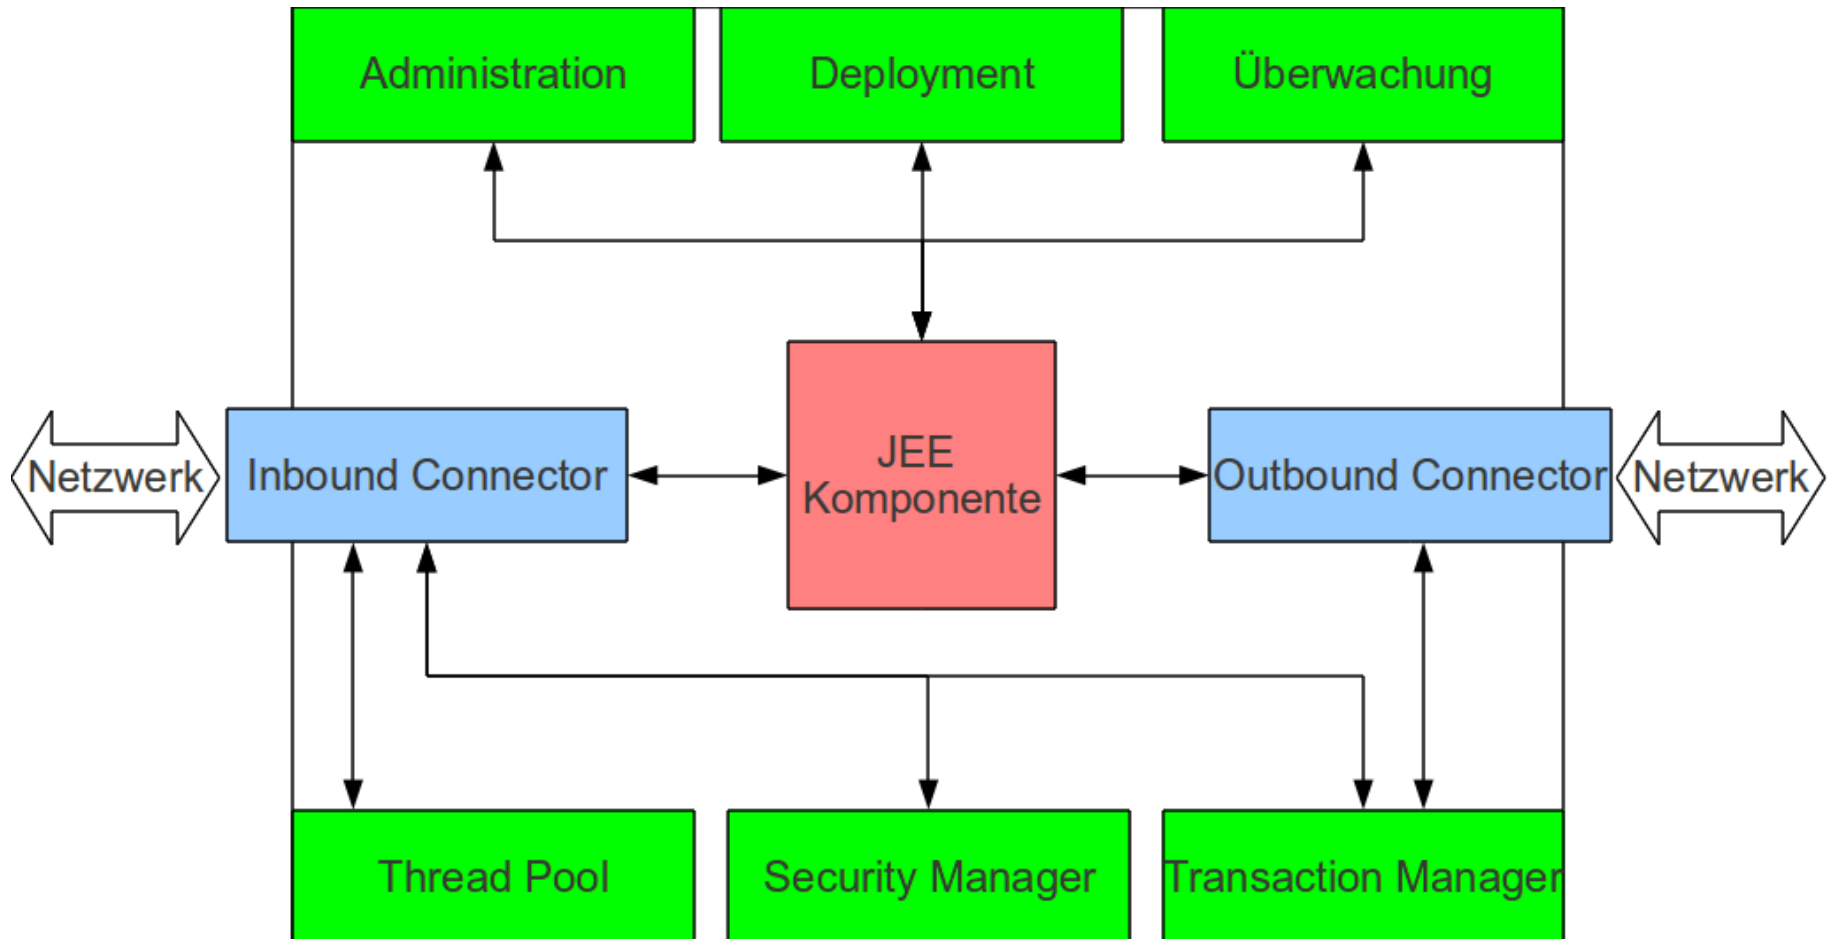 Administration
Deployment
Überwachung
Netzwerk
Inbound Connector
JEE
Komponente
Outbound Connector
Netzwerk
Thread Pool
Security Manager
Transaction Manager